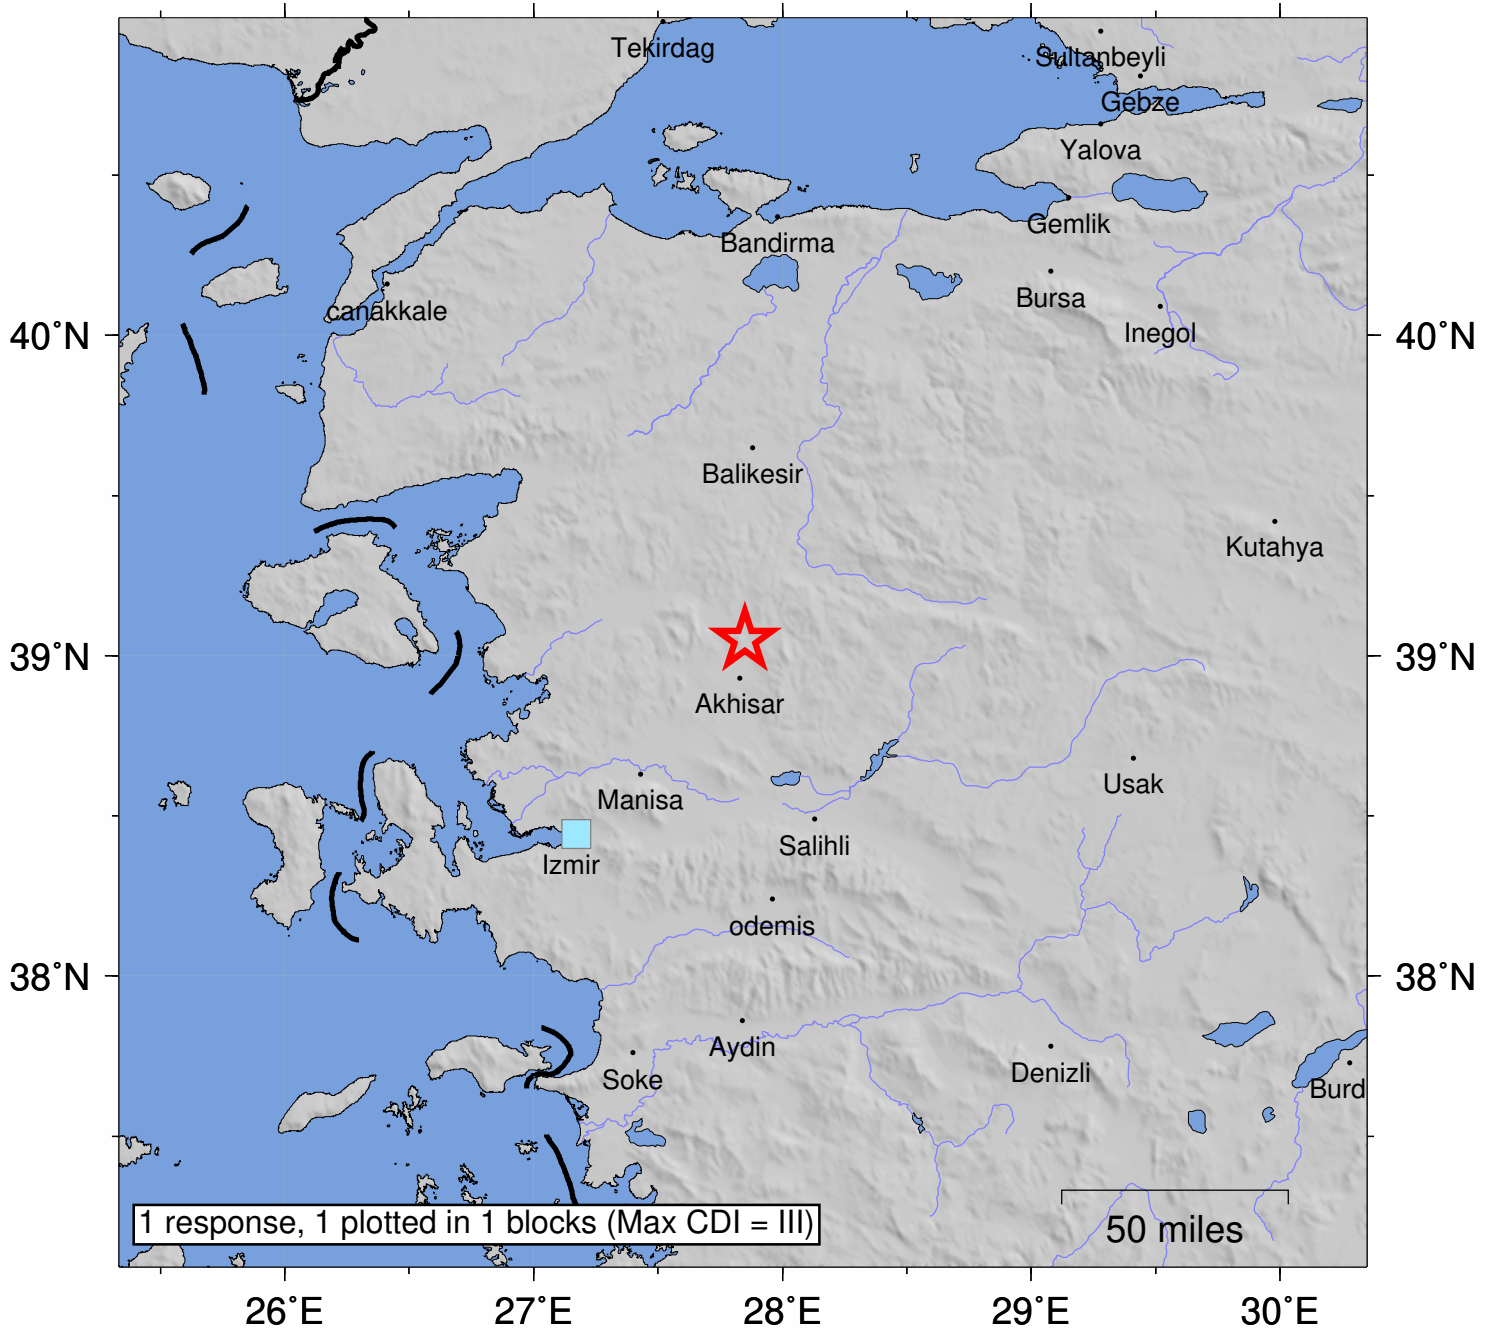 Tekirdag
Sultanbeyli
Gebze
Yalova
Gemlik
Bandirma
Bursa
çanakkale
Inegol
40°N
40°N
Balikesir
Kutahya
39°N
39°N
Akhisar
Usak
Manisa
Salihli
Izmir
odemis
38°N
38°N
Aydin
Denizli
Soke
Burd
1 response, 1 plotted in 1 blocks (Max CDI = III)
50 miles
26°E
27°E
28°E
29°E
30°E